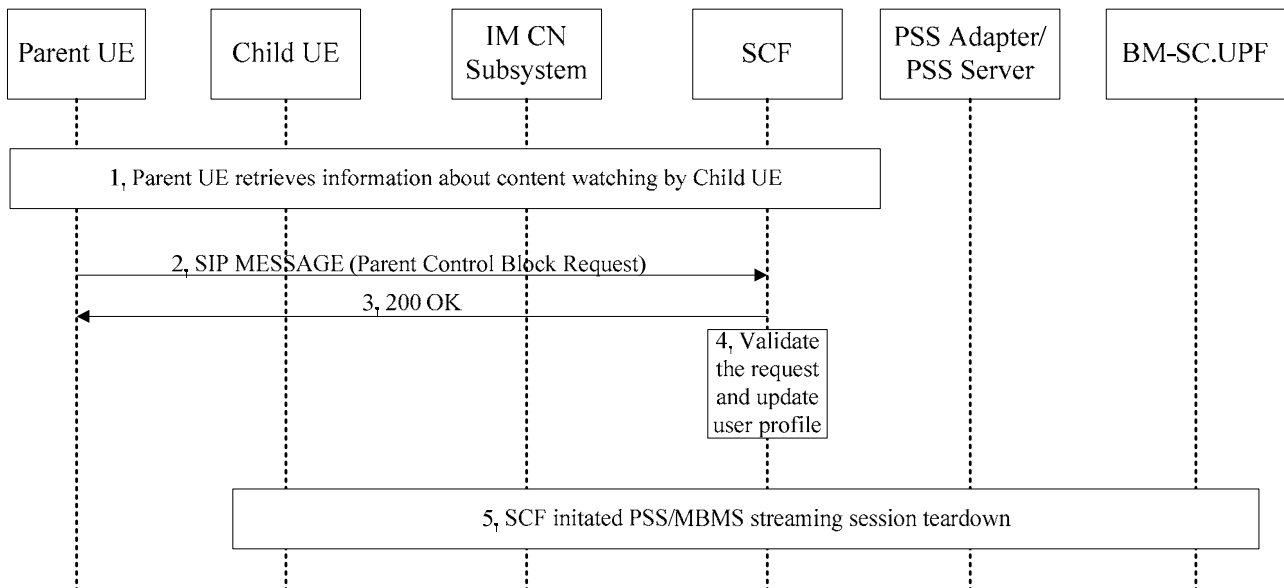 Parent UE
Child UE
IM CN
Subsystem
SCF
PSS Adapter/
PSS Server
BM-SC.UPF
1, Parent UE retrieves information about content watching by Child UE
2, SIP MESSAGE (Parent Control Block Request)
3, 200 OK
4, Validate
the request
and update
user profile
5, SCF initated PSS/MBMS streaming session teardown